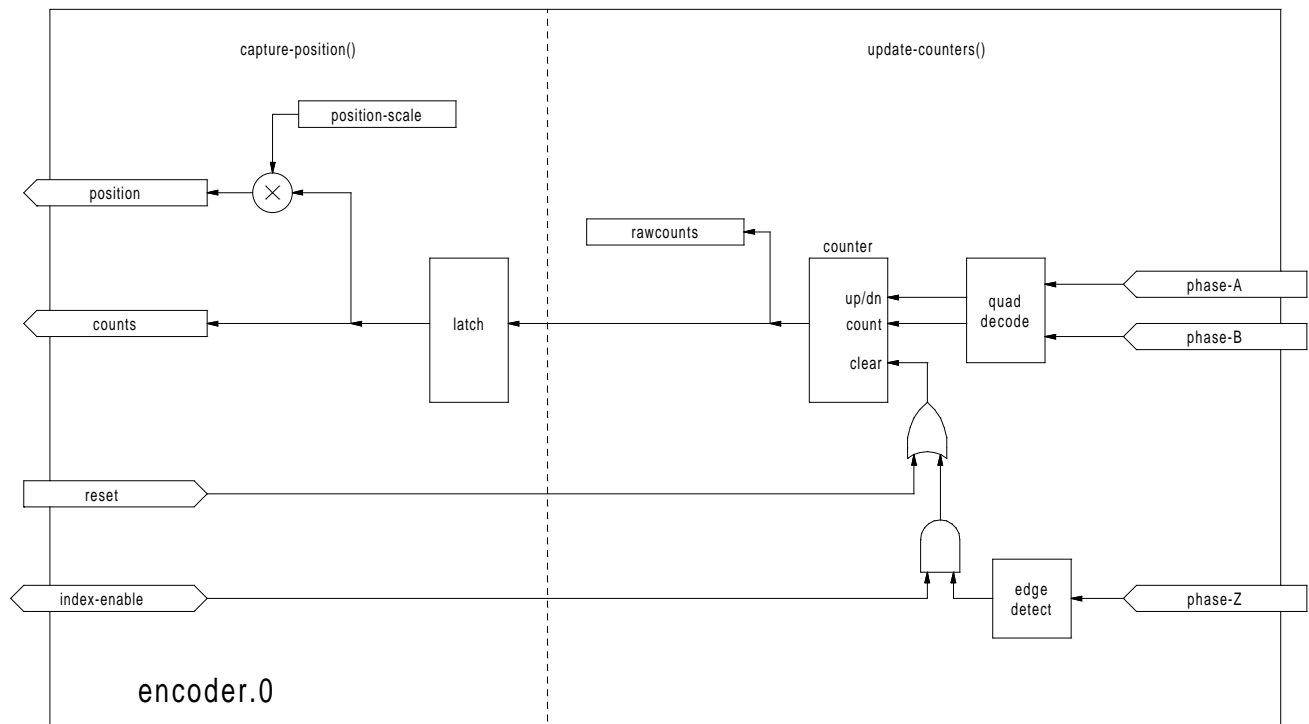 capture-position()
update-counters()
position-scale
position
rawcounts
counter
up/dn
count
clear
quad
decode
phase-A
phase-B
counts
latch
reset
index-enable
edge
detect
phase-Z
encoder.0